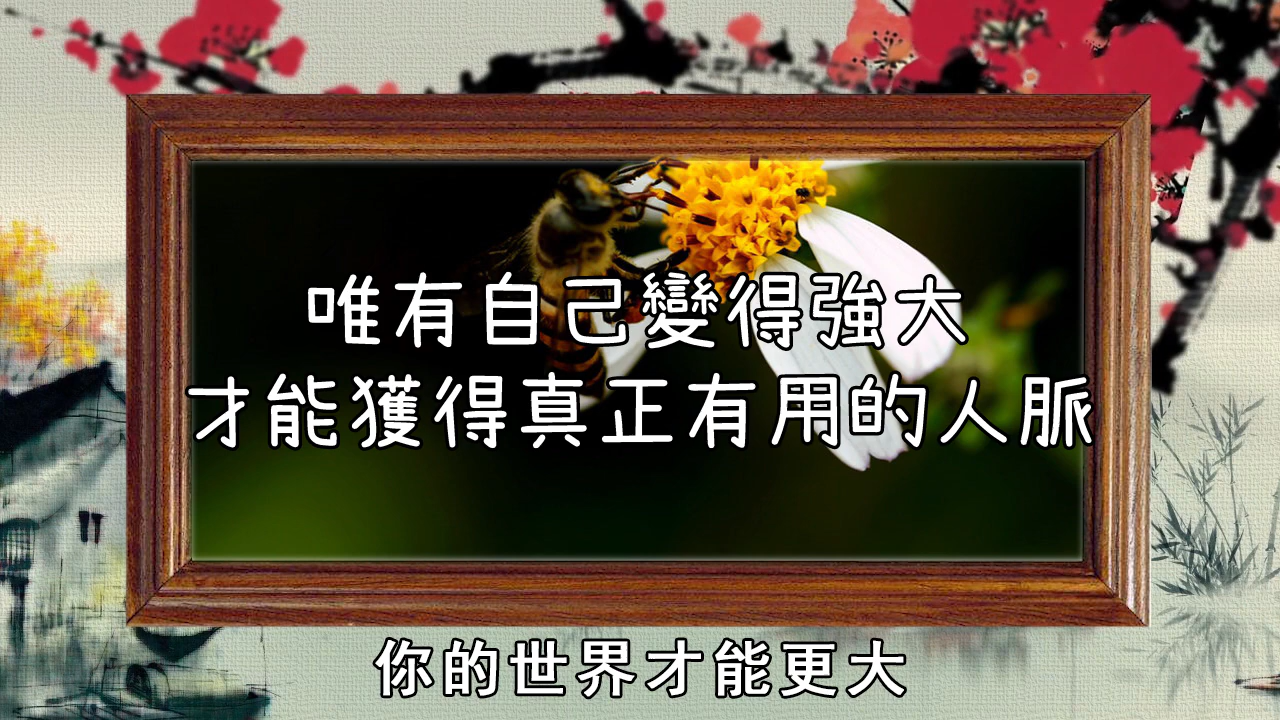 唯有自己變得強大
才能獲得真正有用的人脈
你的世界才能更大